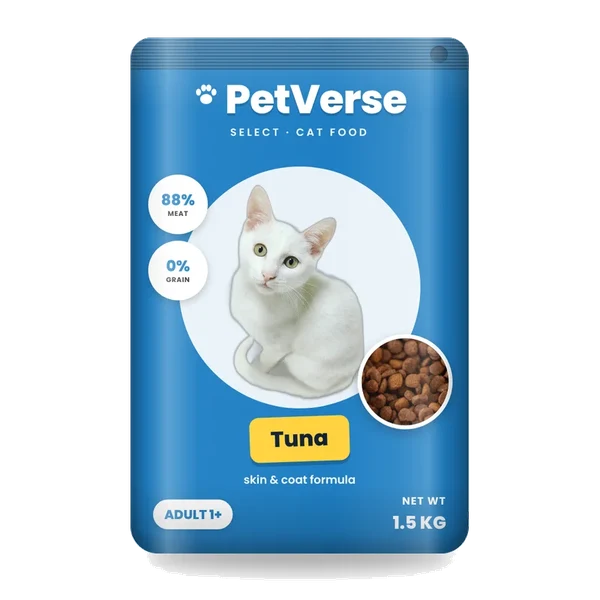 PetVerse
SELECT · CAT FOOD
88%
MEAT
0%
GRAIN
Tuna
skin & coat formula
ADULT 1+
NET WT
1.5 KG